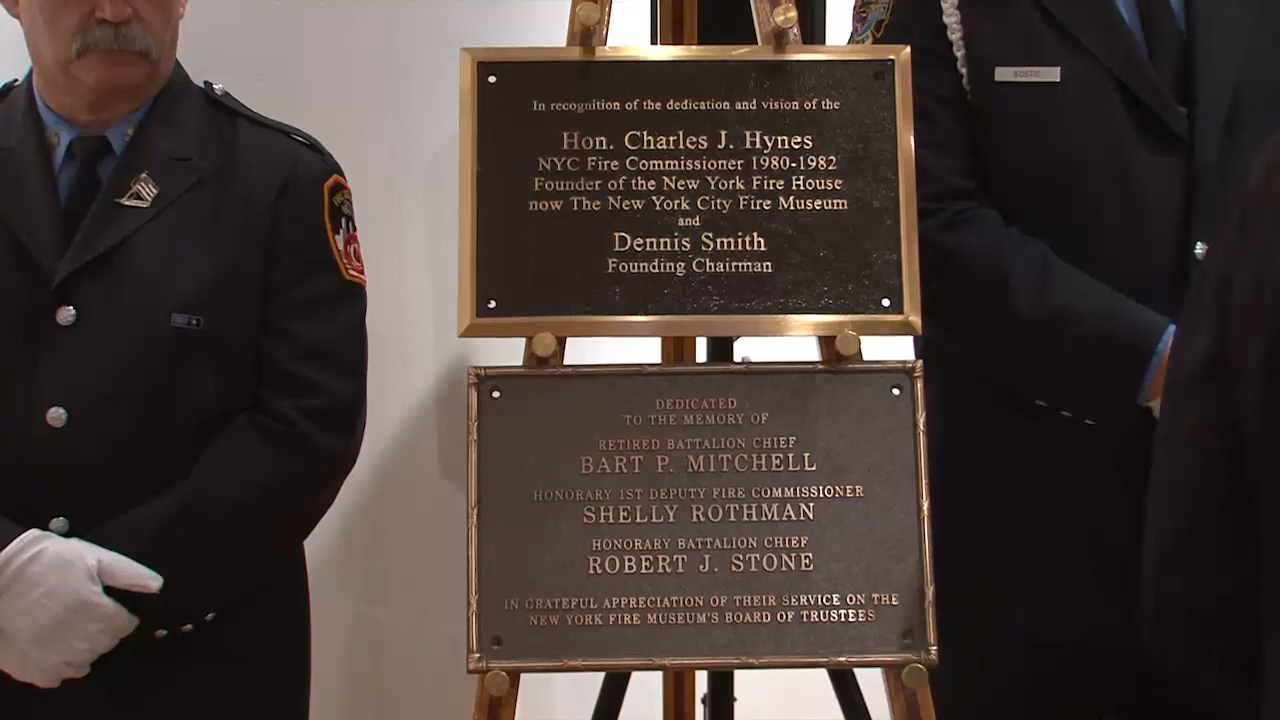 In recognition of the dedication and vision of the
Hon. Charles J. Hynes
NYC Fire Commissioner 1980-1982
Founder of the New York Fire House
now The New York City Fire Museum
and
Dennis Smith
Founding Chairman
DEDICATED
TO THE MEMORY OF
RETIRED BATTALION CHIEF
BART P. MITCHELL
HONORARY 1ST DEPUTY FIRE COMMISSIONER
SHELLY ROTHMAN
HONORARY BATTALION CHIEF
ROBERT J. STONE
IN GRATEFUL APPRECIATION OF THEIR SERVICE ON THE
NEW YORK FIRE MUSEUM'S BOARD OF TRUSTEES
BOSTIC